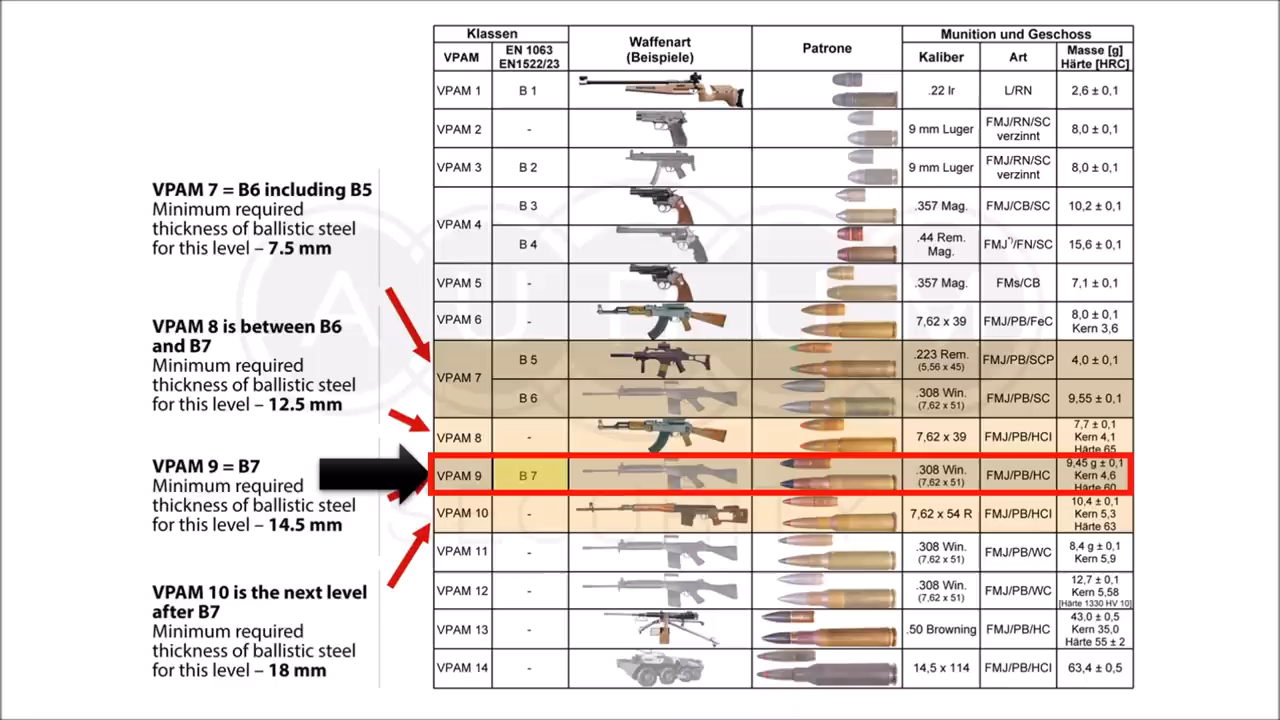 VPAM 7 = B6 including B5
Minimum required
thickness of ballistic steel
for this level – 7.5 mm
VPAM 8 is between B6
and B7
Minimum required
thickness of ballistic steel
for this level – 12.5 mm
VPAM 9 = B7
Minimum required
thickness of ballistic steel
for this level – 14.5 mm
VPAM 10 is the next level
after B7
Minimum required
thickness of ballistic steel
for this level – 18 mm
Klassen
VPAM
EN 1063
EN1522/23
Waffenart
(Beispiele)
Patrone
Munition und Geschoss
Kaliber
Art
Masse [g]
Härte [HRC]
VPAM 1
B 1
.22 lr
L/RN
2,6 ± 0,1
VPAM 2
-
9 mm Luger
FMJ/RN/SC
verzinnt
8,0 ± 0,1
VPAM 3
B 2
9 mm Luger
FMJ/RN/SC
verzinnt
8,0 ± 0,1
VPAM 4
B 3
.357 Mag.
FMJ/CB/SC
10,2 ± 0,1
B 4
.44 Rem.
Mag.
FMJ*)/FN/SC
15,6 ± 0,1
VPAM 5
-
.357 Mag.
FMs/CB
7,1 ± 0,1
VPAM 6
-
7,62 x 39
FMJ/PB/FeC
8,0 ± 0,1
Kern 3,6
VPAM 7
B 5
.223 Rem.
(5,56 x 45)
FMJ/PB/SCP
4,0 ± 0,1
B 6
.308 Win.
(7,62 x 51)
FMJ/PB/SC
9,55 ± 0,1
VPAM 8
-
7,62 x 39
FMJ/PB/HCI
7,7 ± 0,1
Kern 4,1
Härte 65
VPAM 9
B 7
.308 Win.
(7,62 x 51)
FMJ/PB/HC
9,45 g ± 0,1
Kern 4,6
Härte 60
VPAM 10
-
7,62 x 54 R
FMJ/PB/HCI
10,4 ± 0,1
Kern 5,3
Härte 63
VPAM 11
-
.308 Win.
(7,62 x 51)
FMJ/PB/WC
8,4 g ± 0,1
Kern 5,9
VPAM 12
-
.308 Win.
(7,62 x 51)
FMJ/PB/WC
12,7 ± 0,1
Kern 5,58
[Härte 1330 HV 10]
VPAM 13
-
.50 Browning
FMJ/PB/HC
43,0 ± 0,5
Kern 35,0
Härte 55 ± 2
VPAM 14
-
14,5 x 114
FMJ/PB/HCI
63,4 ± 0,5
AURUM
SECURITY